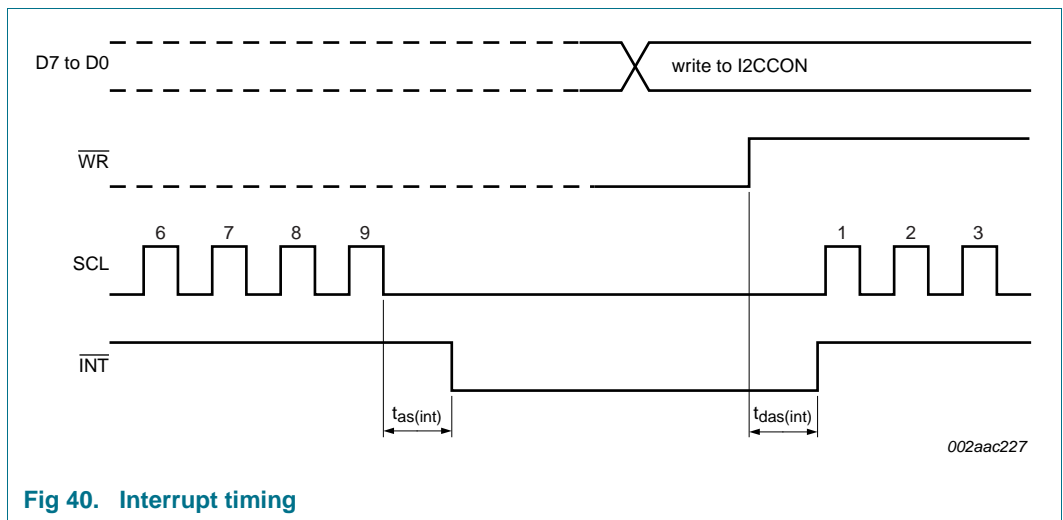 D7 to D0
write to I2CCON
WR
6 7 8 9 1 2 3
SCL
INT
tas(int) tdas(int)
002aac227
Fig 40. Interrupt timing